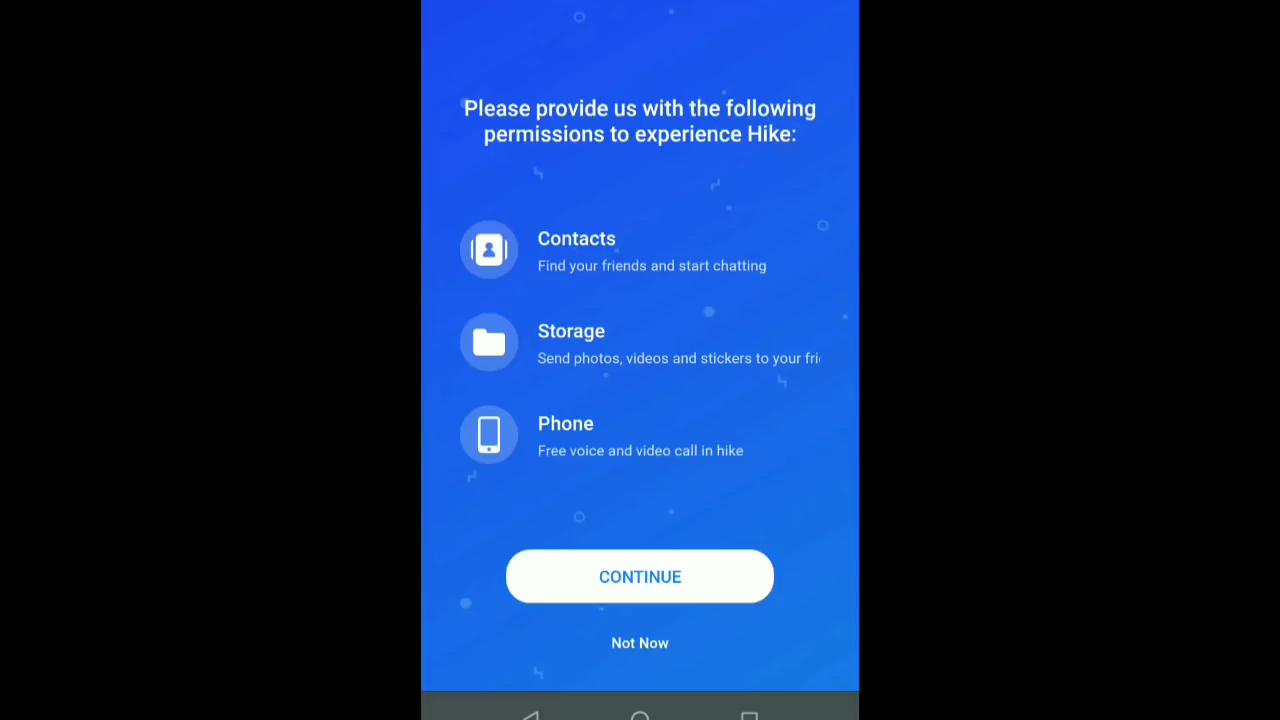 Please provide us with the following
permissions to experience Hike:
Contacts
Find your friends and start chatting
Storage
Send photos, videos and stickers to your
Phone
Free voice and video call in hike
CONTINUE
Not Now